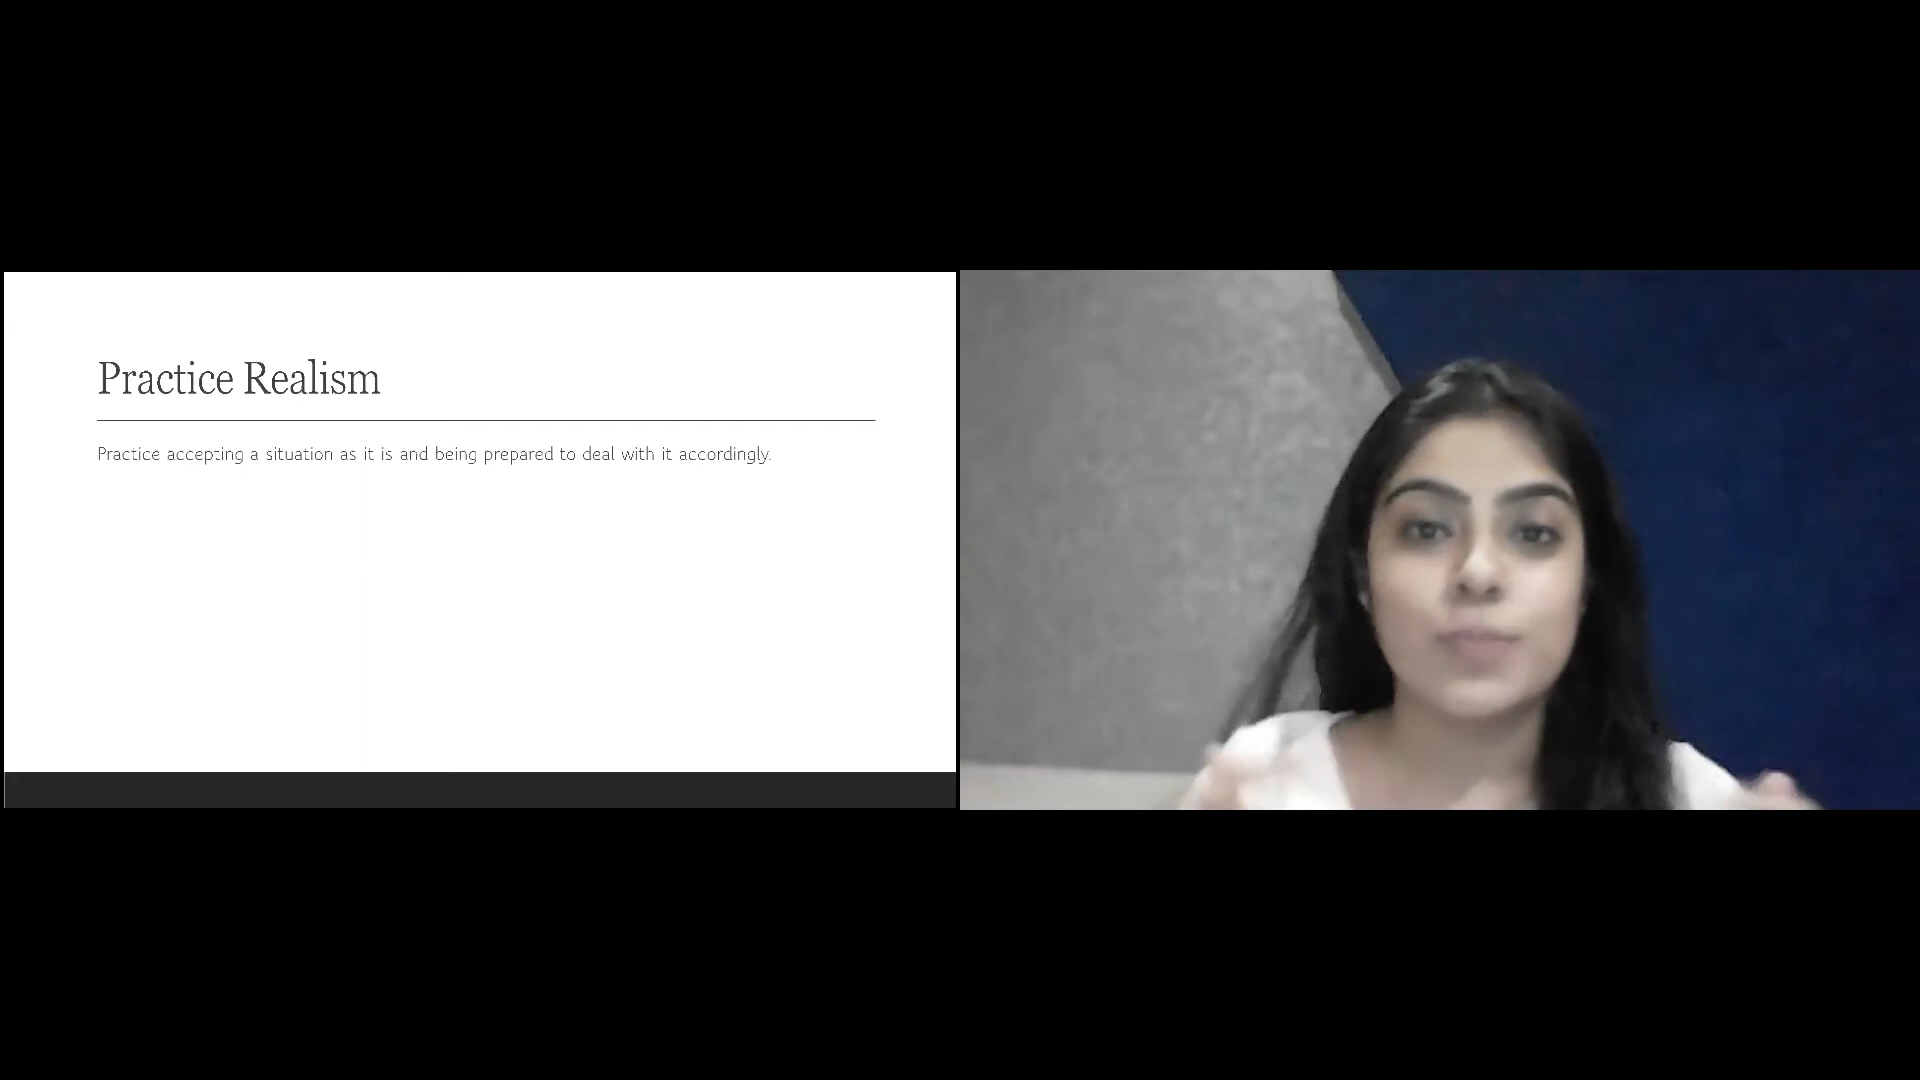 Practice Realism
Practice accepting a situation as it is and being prepared to deal with it accordingly.